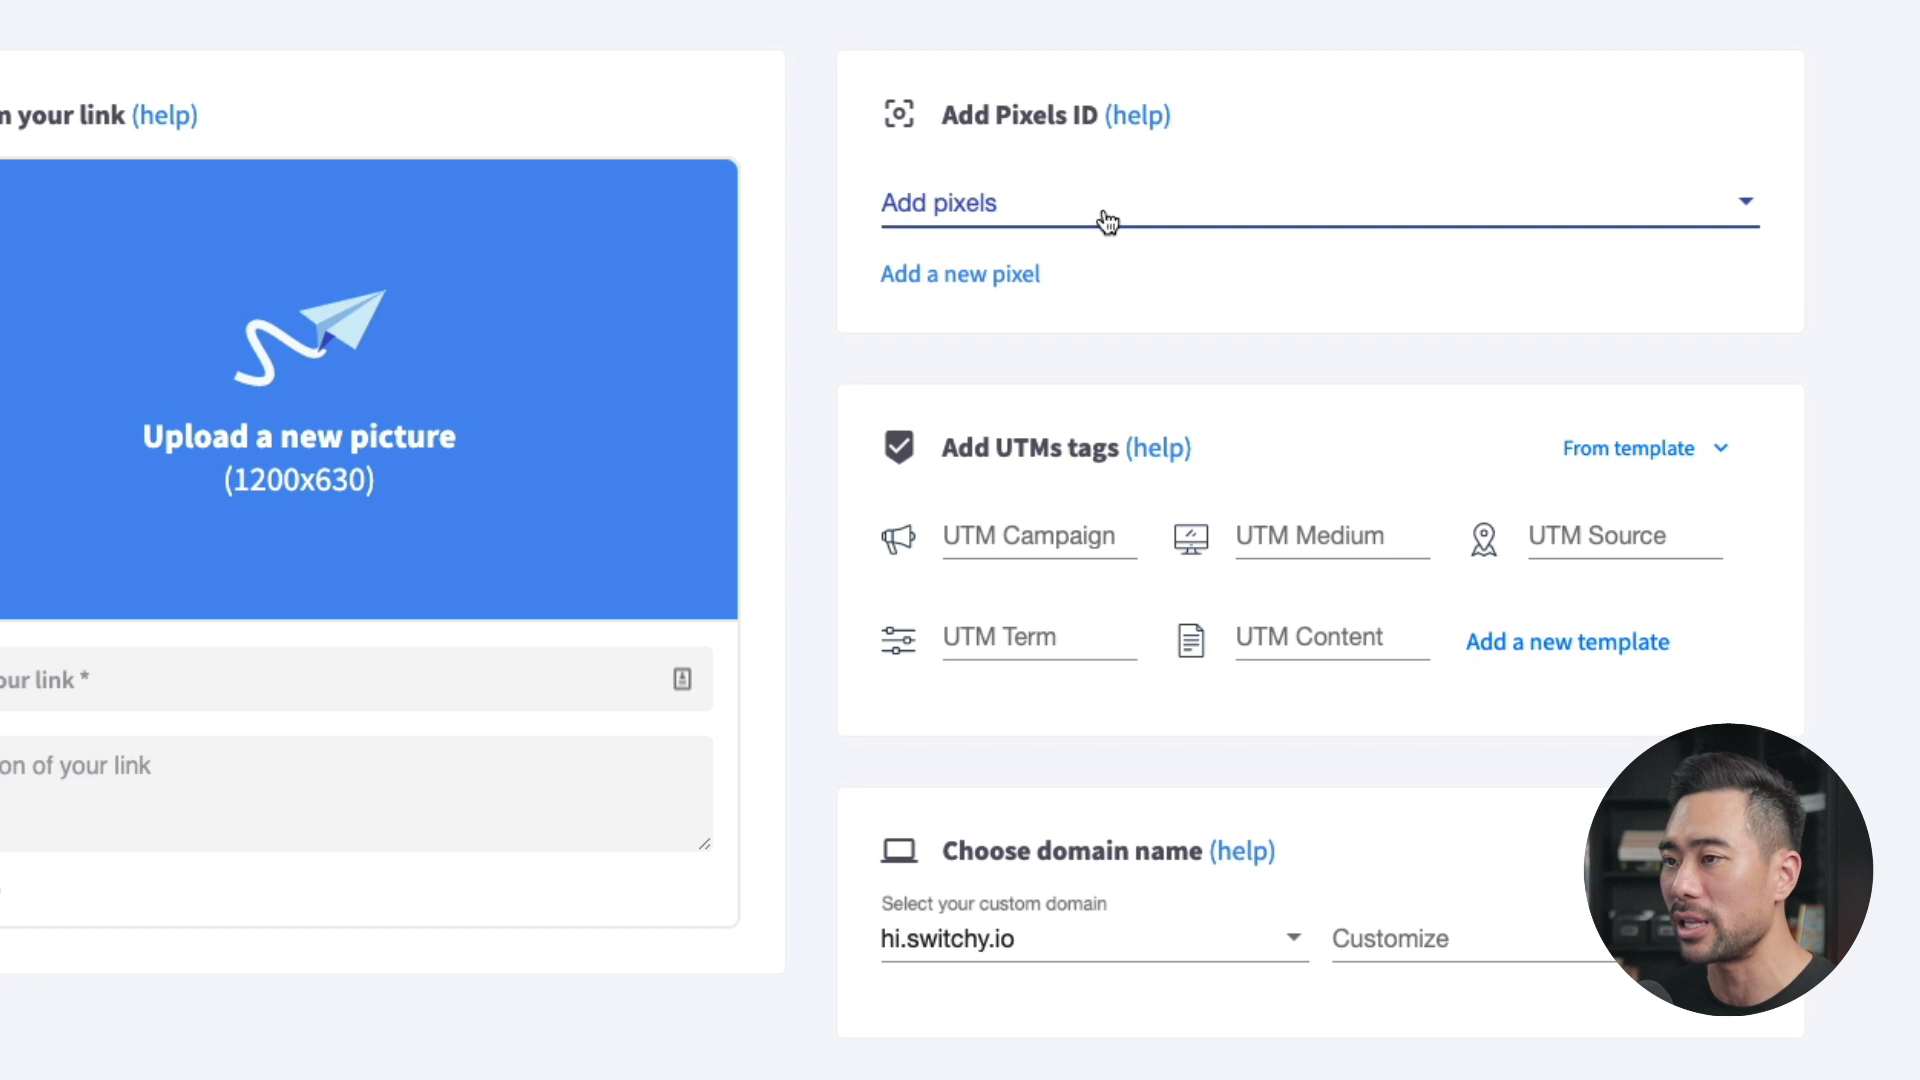 n your link (help)
Upload a new picture
(1200x630)
our link *
on of your link
Add Pixels ID (help)
Add pixels
Add a new pixel
Add UTMs tags (help)
From template
UTM Campaign
UTM Medium
UTM Source
UTM Term
UTM Content
Add a new template
Choose domain name (help)
Select your custom domain
hi.switchy.io
Customize